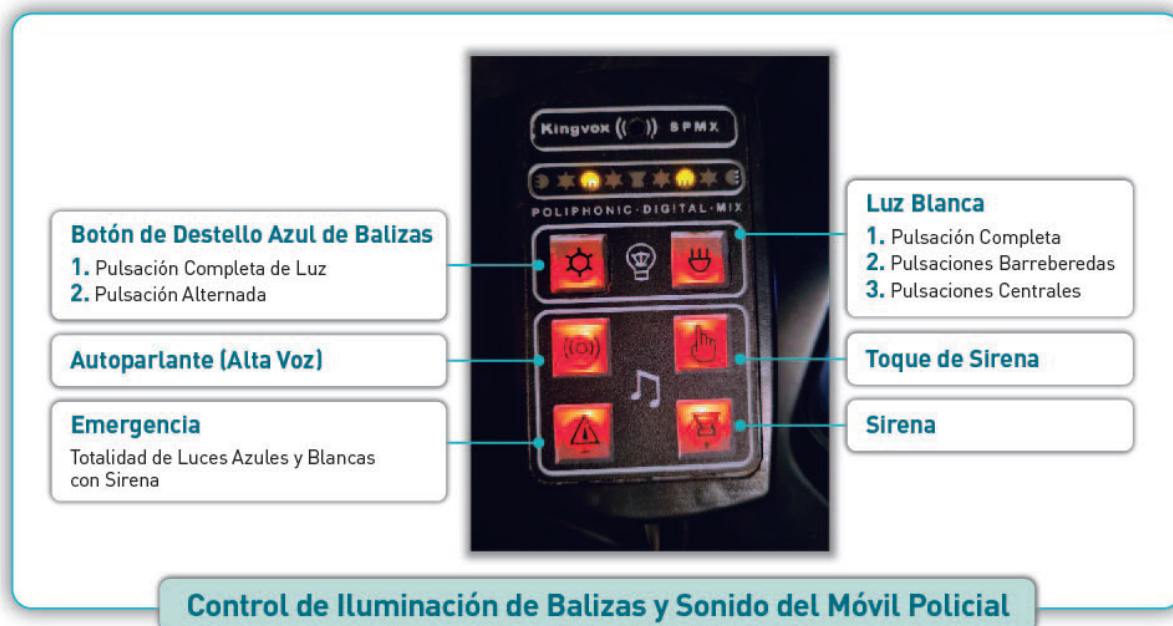 Kingvox SPMX
POLIPHONIC·DIGITAL·MIX
Botón de Destello Azul de Balizas
1. Pulsación Completa de Luz
2. Pulsación Alternada
Autoparlante (Alta Voz)
Emergencia
Totalidad de Luces Azules y Blancas
con Sirena
Luz Blanca
1. Pulsación Completa
2. Pulsaciones Barreberedas
3. Pulsaciones Centrales
Toque de Sirena
Sirena
Control de Iluminación de Balizas y Sonido del Móvil Policial